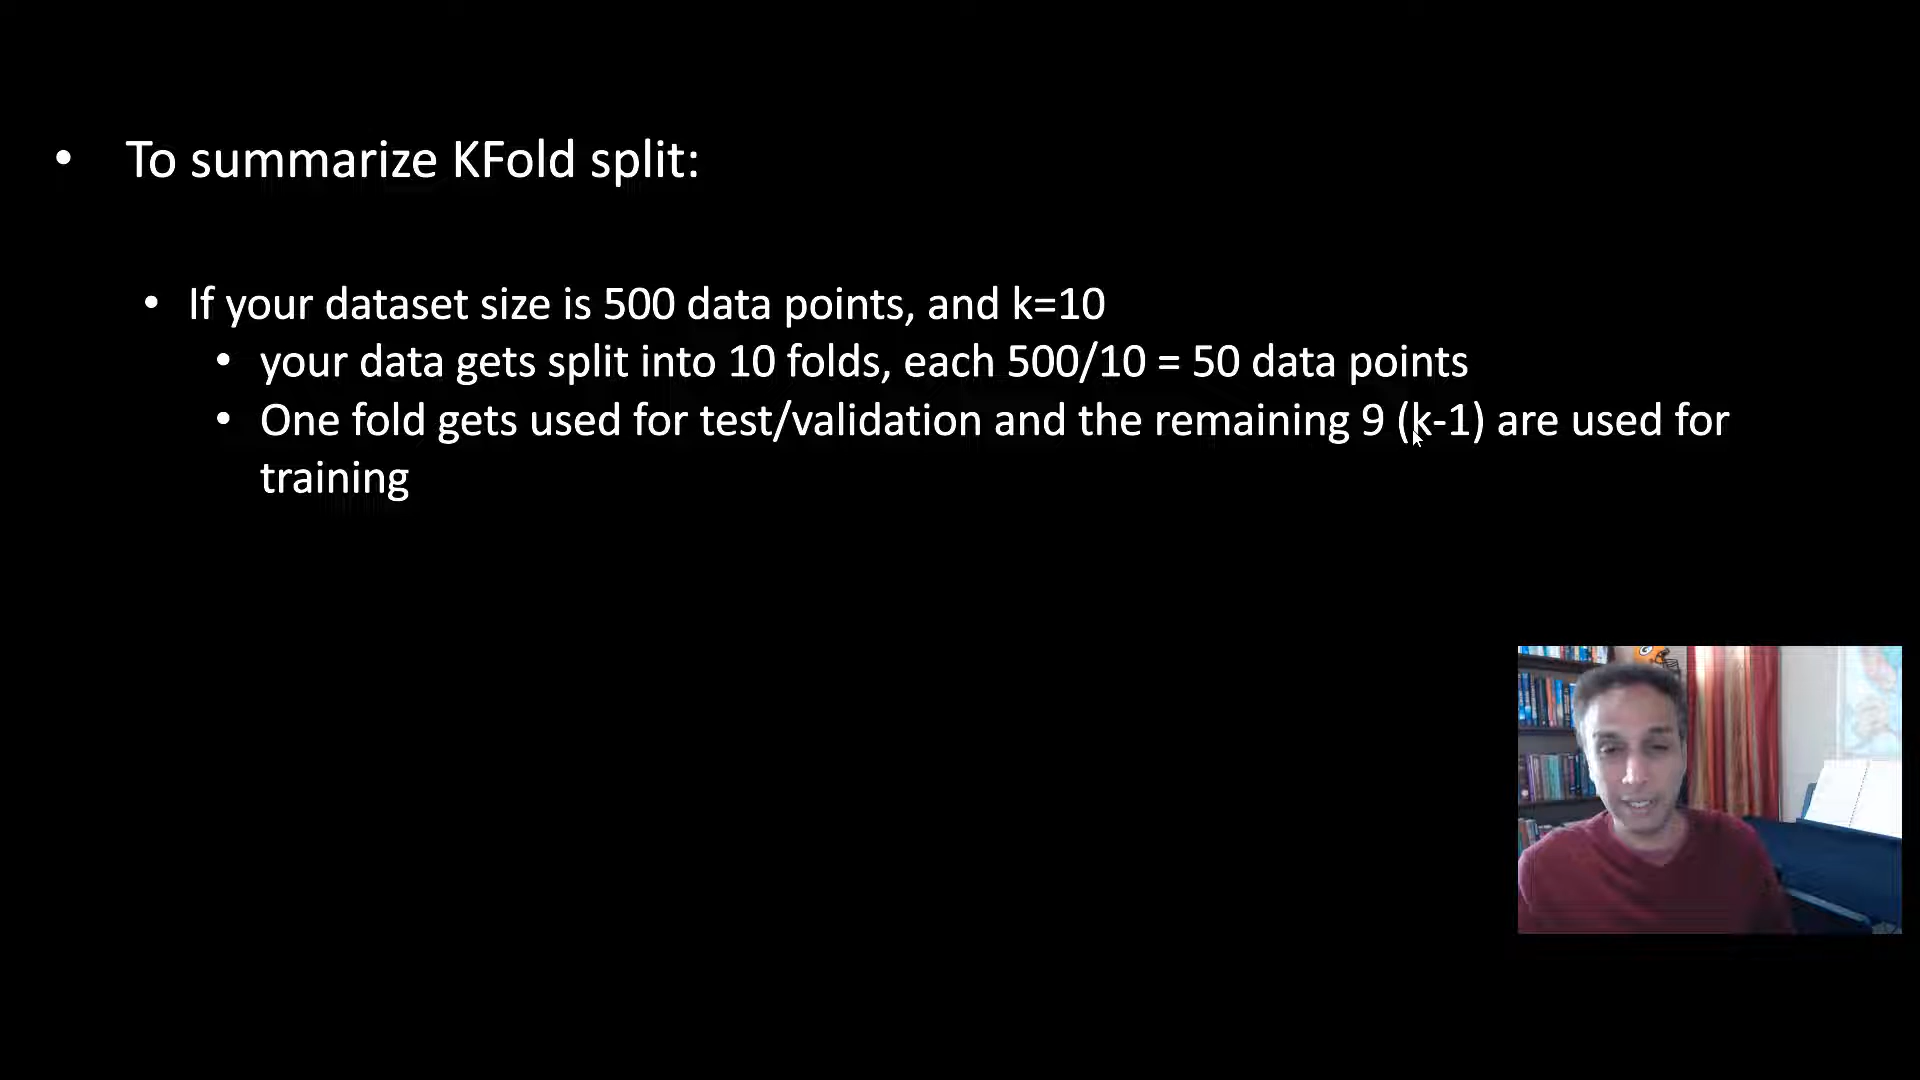 • To summarize KFold split:
• If your dataset size is 500 data points, and k=10
• your data gets split into 10 folds, each 500/10 = 50 data points
• One fold gets used for test/validation and the remaining 9 (k-1) are used for
training